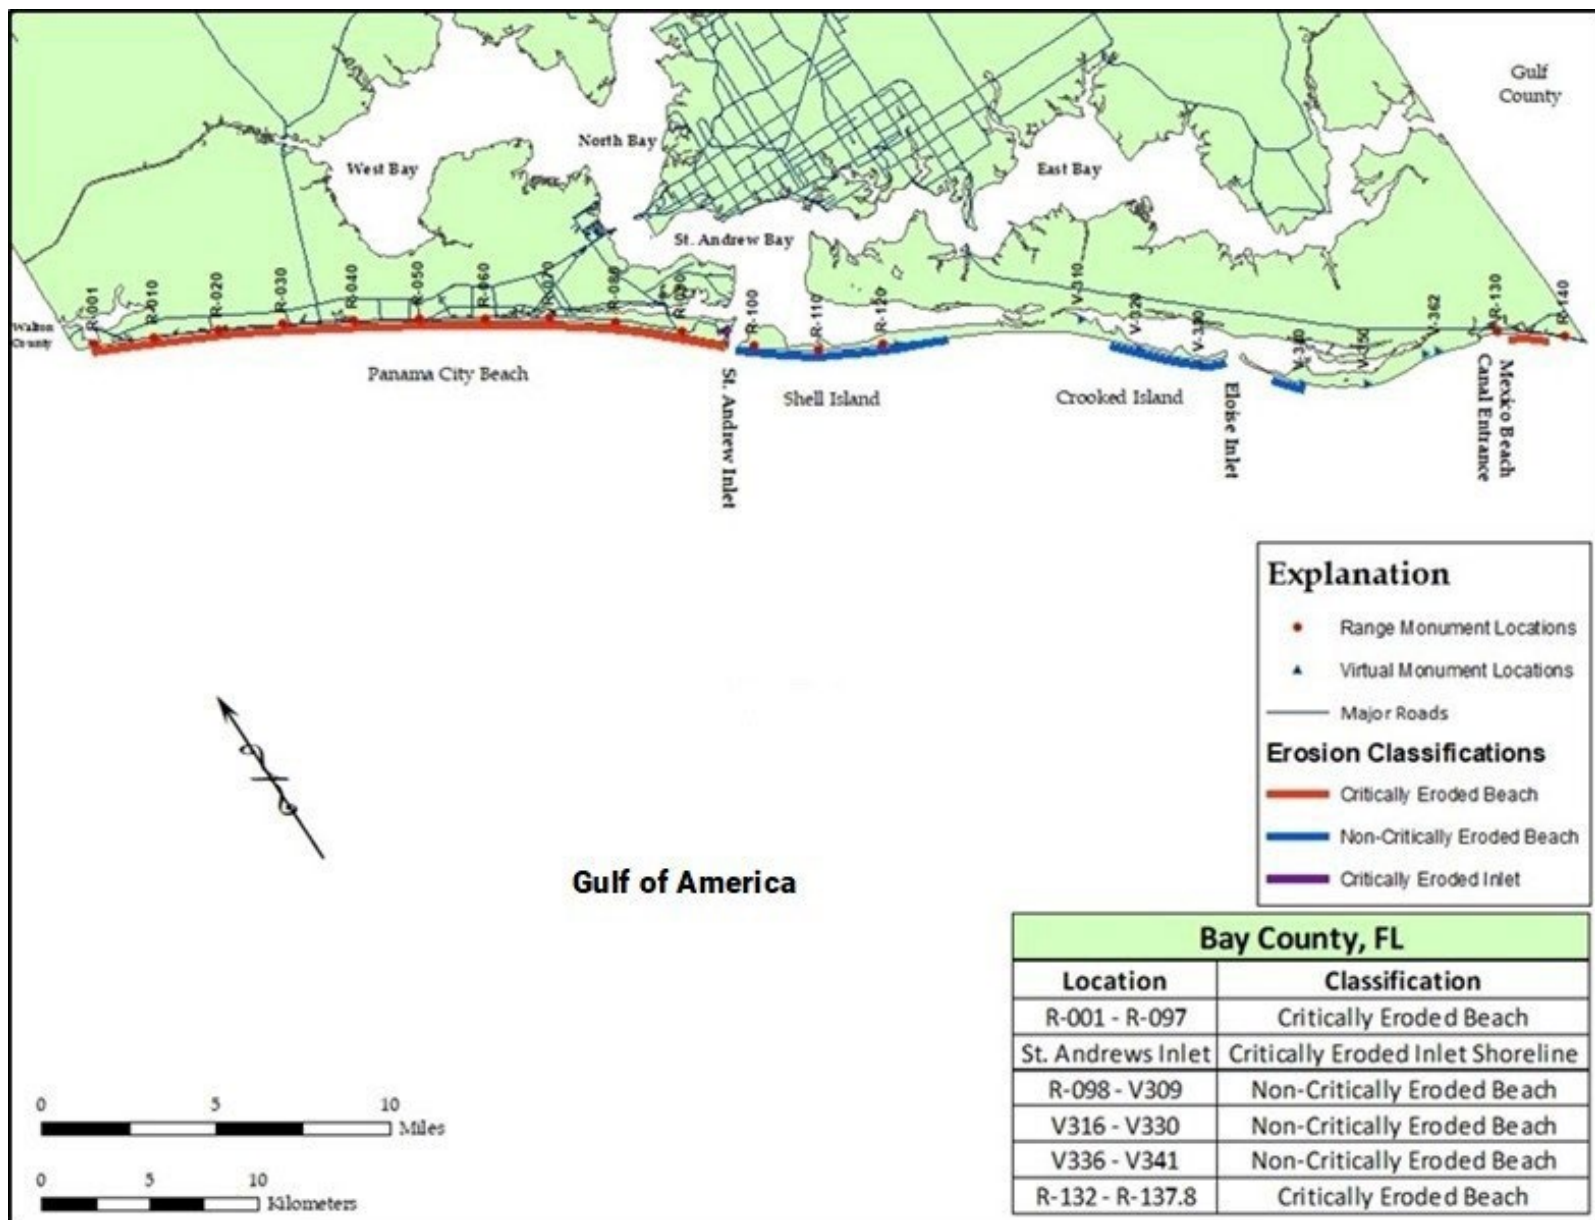 Gulf
County
North Bay
West Bay
East Bay
St. Andrew Bay
Walton
County
R-001
R-010
R-020
R-030
R-040
R-050
R-060
R-070
R-080
R-090
R-100
R-110
R-120
V-310
V-320
V-330
V-340
V-350
V-362
R-130
R-140
Panama City Beach
St. Andrew Inlet
Shell Island
Crooked Island
Eloise Inlet
Mexico Beach
Canal Entrance
Explanation
Range Monument Locations
Virtual Monument Locations
Major Roads
Erosion Classifications
Critically Eroded Beach
Non-Critically Eroded Beach
Critically Eroded Inlet
Gulf of America
Bay County, FL
Location Classification
R-001 - R-097 Critically Eroded Beach
St. Andrews Inlet Critically Eroded Inlet Shoreline
R-098 - V309 Non-Critically Eroded Beach
V316 - V330 Non-Critically Eroded Beach
V336 - V341 Non-Critically Eroded Beach
R-132 - R-137.8 Critically Eroded Beach
0 5 10
Miles
0 5 10
Kilometers